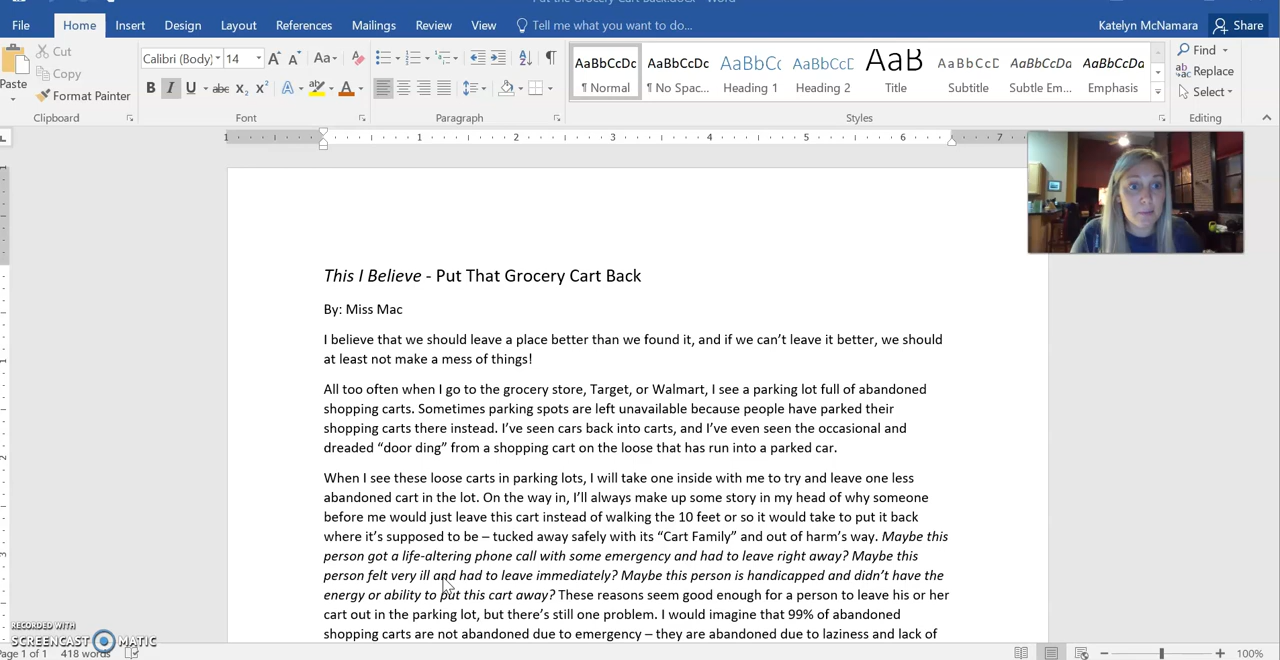 Put the Grocery Cart Back.docx - Word
File Home Insert Design Layout References Mailings Review View Tell me what you want to do... Katelyn McNamara Share
Cut
Copy
Paste
Format Painter
Clipboard
Calibri (Body) 14
Font
Paragraph
AaBbCcDc AaBbCcDc AaBbCc AaBbCcD AaB AaBbCcD AaBbCcDa AaBbCcDa
¶ Normal ¶ No Spac... Heading 1 Heading 2 Title Subtitle Subtle Em... Emphasis
Styles
Find
Replace
Select
Editing
1 1 2 3 4 5 6 7
This I Believe - Put That Grocery Cart Back
By: Miss Mac
I believe that we should leave a place better than we found it, and if we can’t leave it better, we should
at least not make a mess of things!
All too often when I go to the grocery store, Target, or Walmart, I see a parking lot full of abandoned
shopping carts. Sometimes parking spots are left unavailable because people have parked their
shopping carts there instead. I’ve seen cars back into carts, and I’ve even seen the occasional and
dreaded “door ding” from a shopping cart on the loose that has run into a parked car.
When I see these loose carts in parking lots, I will take one inside with me to try and leave one less
abandoned cart in the lot. On the way in, I’ll always make up some story in my head of why someone
before me would just leave this cart instead of walking the 10 feet or so it would take to put it back
where it’s supposed to be – tucked away safely with its “Cart Family” and out of harm’s way. Maybe this
person got a life-altering phone call with some emergency and had to leave right away? Maybe this
person felt very ill and had to leave immediately? Maybe this person is handicapped and didn’t have the
energy or ability to put this cart away? These reasons seem good enough for a person to leave his or her
cart out in the parking lot, but there’s still one problem. I would imagine that 99% of abandoned
shopping carts are not abandoned due to emergency – they are abandoned due to laziness and lack of
RECORDED WITH
SCREENCAST MATIC
Page 1 of 1 418 words
100%